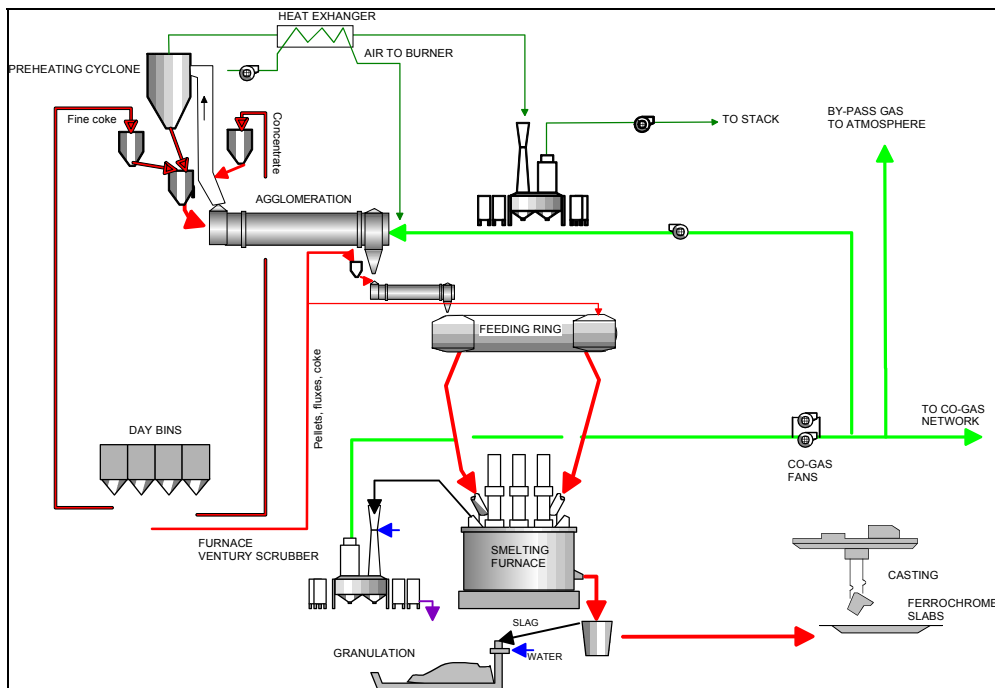 HEAT EXHANGER
AIR TO BURNER
PREHEATING CYCLONE
Fine coke
Concentrate
TO STACK
BY-PASS GAS
TO ATMOSPHERE
AGGLOMERATION
FEEDING RING
Pellets, fluxes, coke
DAY BINS
TO CO-GAS
NETWORK
CO-GAS
FANS
FURNACE
VENTURY SCRUBBER
SMELTING
FURNACE
CASTING
FERROCHROME
SLABS
SLAG
WATER
GRANULATION